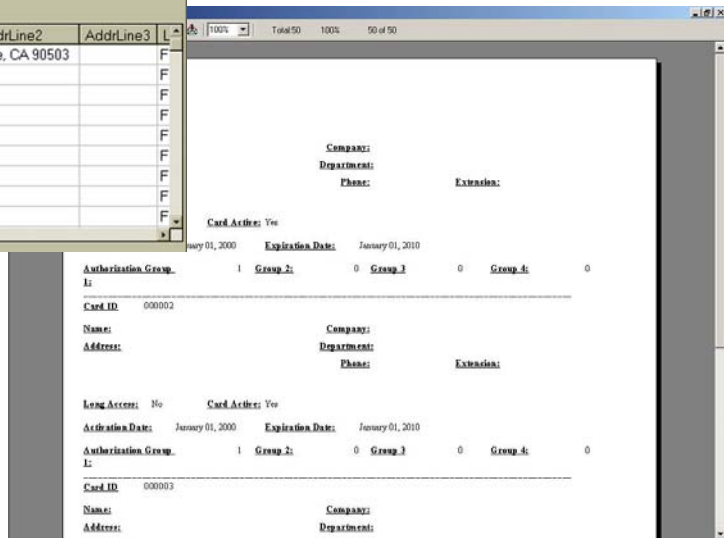 drLine2 AddrLine3 L
e, CA 90503 F
F
F
F
F
F
F
F
F
100% Total:50 100% 50 of 50
Company:
Department:
Phone: Extension:
Card Active: Yes
nuary 01, 2000 Expiration Date: January 01, 2010
Authorization Group 1 Group 2: 0 Group 3 0 Group 4: 0
1:
Card ID 000002
Name: Company:
Address: Department:
Phone: Extension:
Long Access: No Card Active: Yes
Activation Date: January 01, 2000 Expiration Date: January 01, 2010
Authorization Group 1 Group 2: 0 Group 3 0 Group 4: 0
1:
Card ID 000003
Name: Company:
Address: Department: